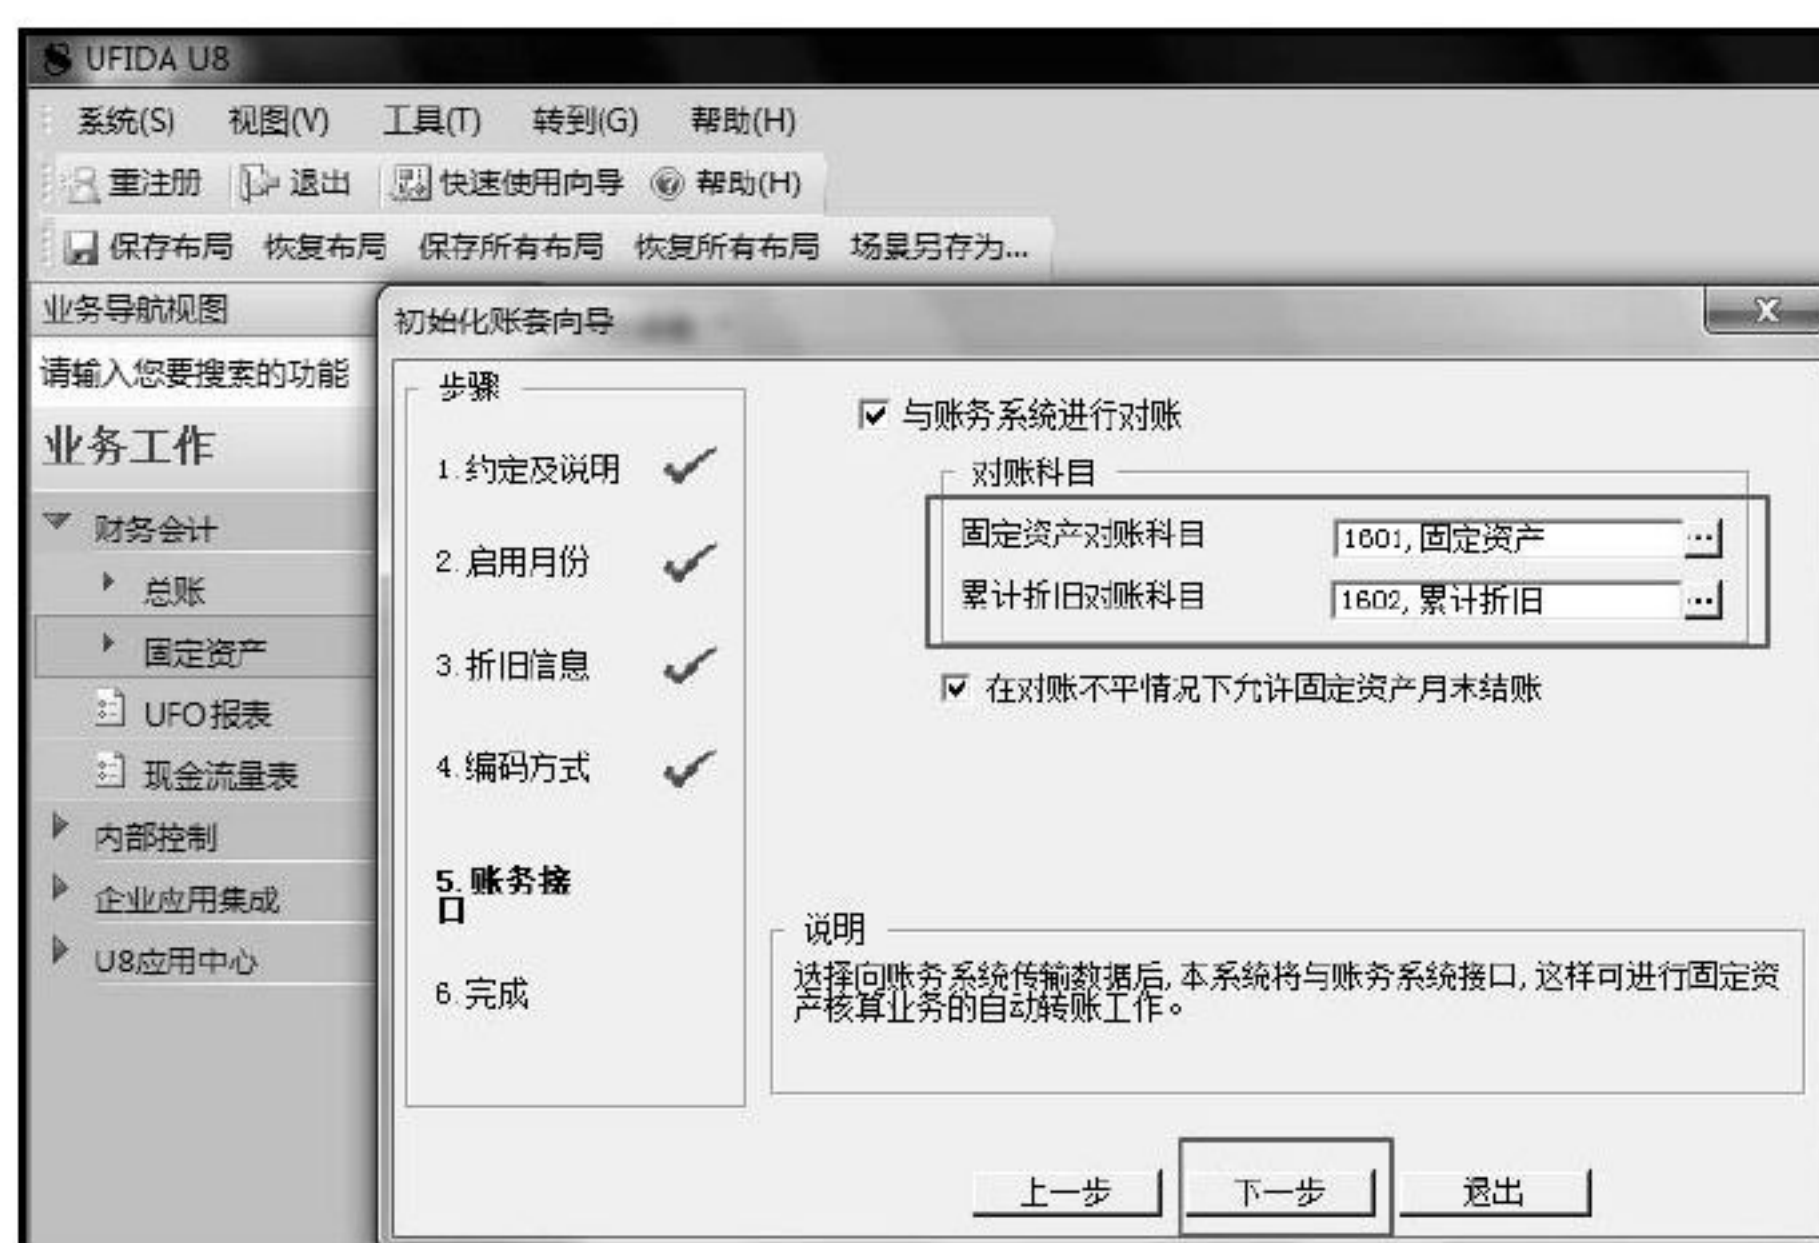 UFIDA U8
系统(S) 视图(V) 工具(T) 转到(G) 帮助(H)
重注册 退出 快速使用向导 帮助(H)
保存布局 恢复布局 保存所有布局 恢复所有布局 场景另存为...
业务导航视图
请输入您要搜索的功能
业务工作
财务会计
总账
固定资产
UFO报表
现金流量表
内部控制
企业应用集成
U8应用中心
初始化账套向导
X
步骤
1.约定及说明
2.启用月份
3.折旧信息
4.编码方式
5.账务接
口
6.完成
与账务系统进行对账
对账科目
固定资产对账科目 1601,固定资产 ...
累计折旧对账科目 1602,累计折旧 ...
在对账不平情况下允许固定资产月末结账
说明
选择向账务系统传输数据后,本系统将与账务系统接口,这样可进行固定资
产核算业务的自动转账工作。
上一步 下一步 退出